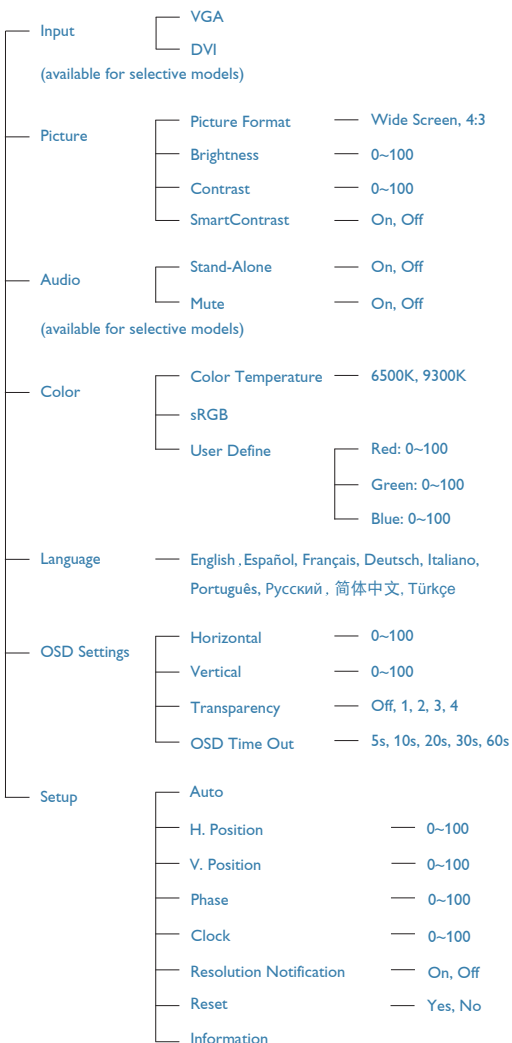 Input
VGA
DVI
(available for selective models)
Picture
Picture Format
Wide Screen, 4:3
Brightness
0~100
Contrast
0~100
SmartContrast
On, Off
Audio
Stand-Alone
On, Off
Mute
On, Off
(available for selective models)
Color
Color Temperature
6500K, 9300K
sRGB
User Define
Red: 0~100
Green: 0~100
Blue: 0~100
Language
English , Español, Français, Deutsch, Italiano,
Português, Русский , 简体中文, Türkçe
OSD Settings
Horizontal
0~100
Vertical
0~100
Transparency
Off, 1, 2, 3, 4
OSD Time Out
5s, 10s, 20s, 30s, 60s
Setup
Auto
H. Position
0~100
V. Position
0~100
Phase
0~100
Clock
0~100
Resolution Notification
On, Off
Reset
Yes, No
Information